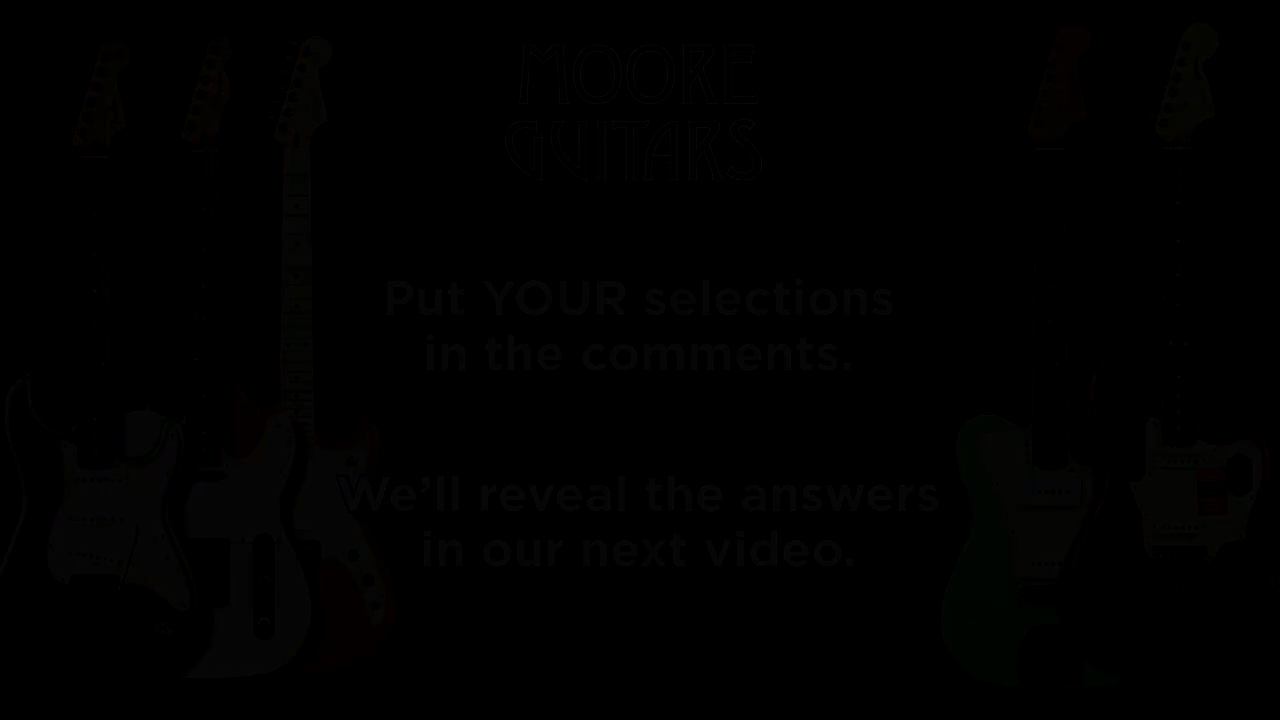 MOORE
GUITARS
Put YOUR selections
in the comments.
We'll reveal the answers
in our next video.